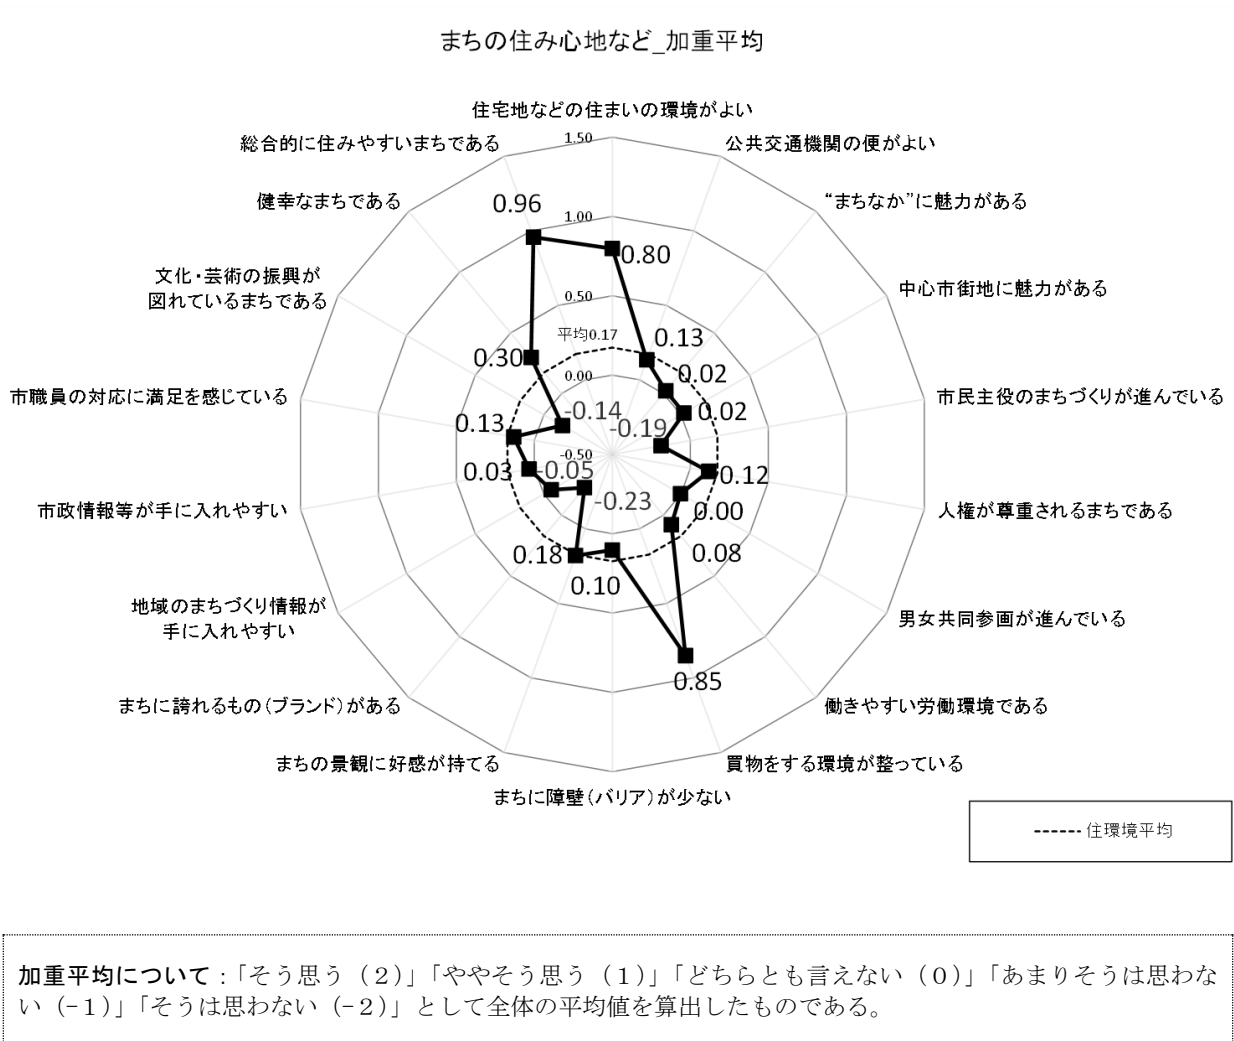 まちの住み心地など_加重平均
住宅地などの住まいの環境がよい
1.50
総合的に住みやすいまちである
公共交通機関の便がよい
健幸なまちである
“まちなか”に魅力がある
0.96
1.00
0.80
文化・芸術の振興が
図れているまちである
中心市街地に魅力がある
0.50
平均0.17
0.13
0.30
0.00
0.02
市職員の対応に満足を感じている
市民主役のまちづくりが進んでいる
-0.14
0.02
0.13
-0.19
-0.50
0.03
-0.05
0.12
市政情報等が手に入れやすい
-0.23
0.00
人権が尊重されるまちである
0.18
0.08
0.10
地域のまちづくり情報が
手に入れやすい
男女共同参画が進んでいる
0.85
まちに誇れるもの（ブランド）がある
働きやすい労働環境である
まちの景観に好感が持てる
買物をする環境が整っている
まちに障壁（バリア）が少ない
住環境平均
加重平均について：「そう思う（２）」「ややそう思う（１）」「どちらとも言えない（０）」「あまりそうは思わな
い（-１）」「そうは思わない（-２）」として全体の平均値を算出したものである。